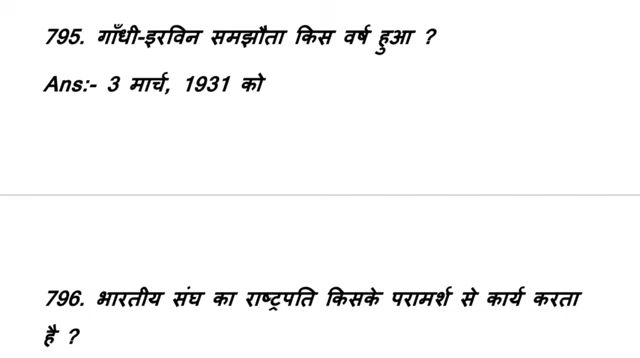 795. गाँधी-इरविन समझौता किस वर्ष हुआ ?
Ans:- 3 मार्च, 1931 को
796. भारतीय संघ का राष्ट्रपति किसके परामर्श से कार्य करता
है ?